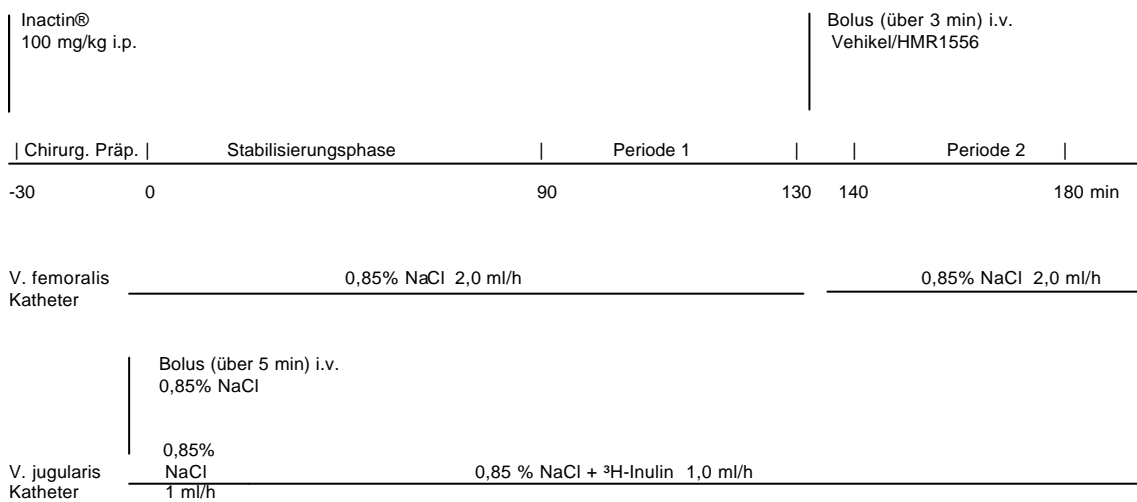 Inactin®
100 mg/kg i.p.
Bolus (über 3 min) i.v.
Vehikel/HMR1556
| Chirurg. Präp. | Stabilisierungsphase | Periode 1 | | Periode 2 |
-30 0 90 130 140 180 min
V. femoralis
Katheter
0,85% NaCl 2,0 ml/h
0,85% NaCl 2,0 ml/h
Bolus (über 5 min) i.v.
0,85% NaCl
0,85%
NaCl
1 ml/h
V. jugularis
Katheter
0,85 % NaCl + ³H-Inulin 1,0 ml/h